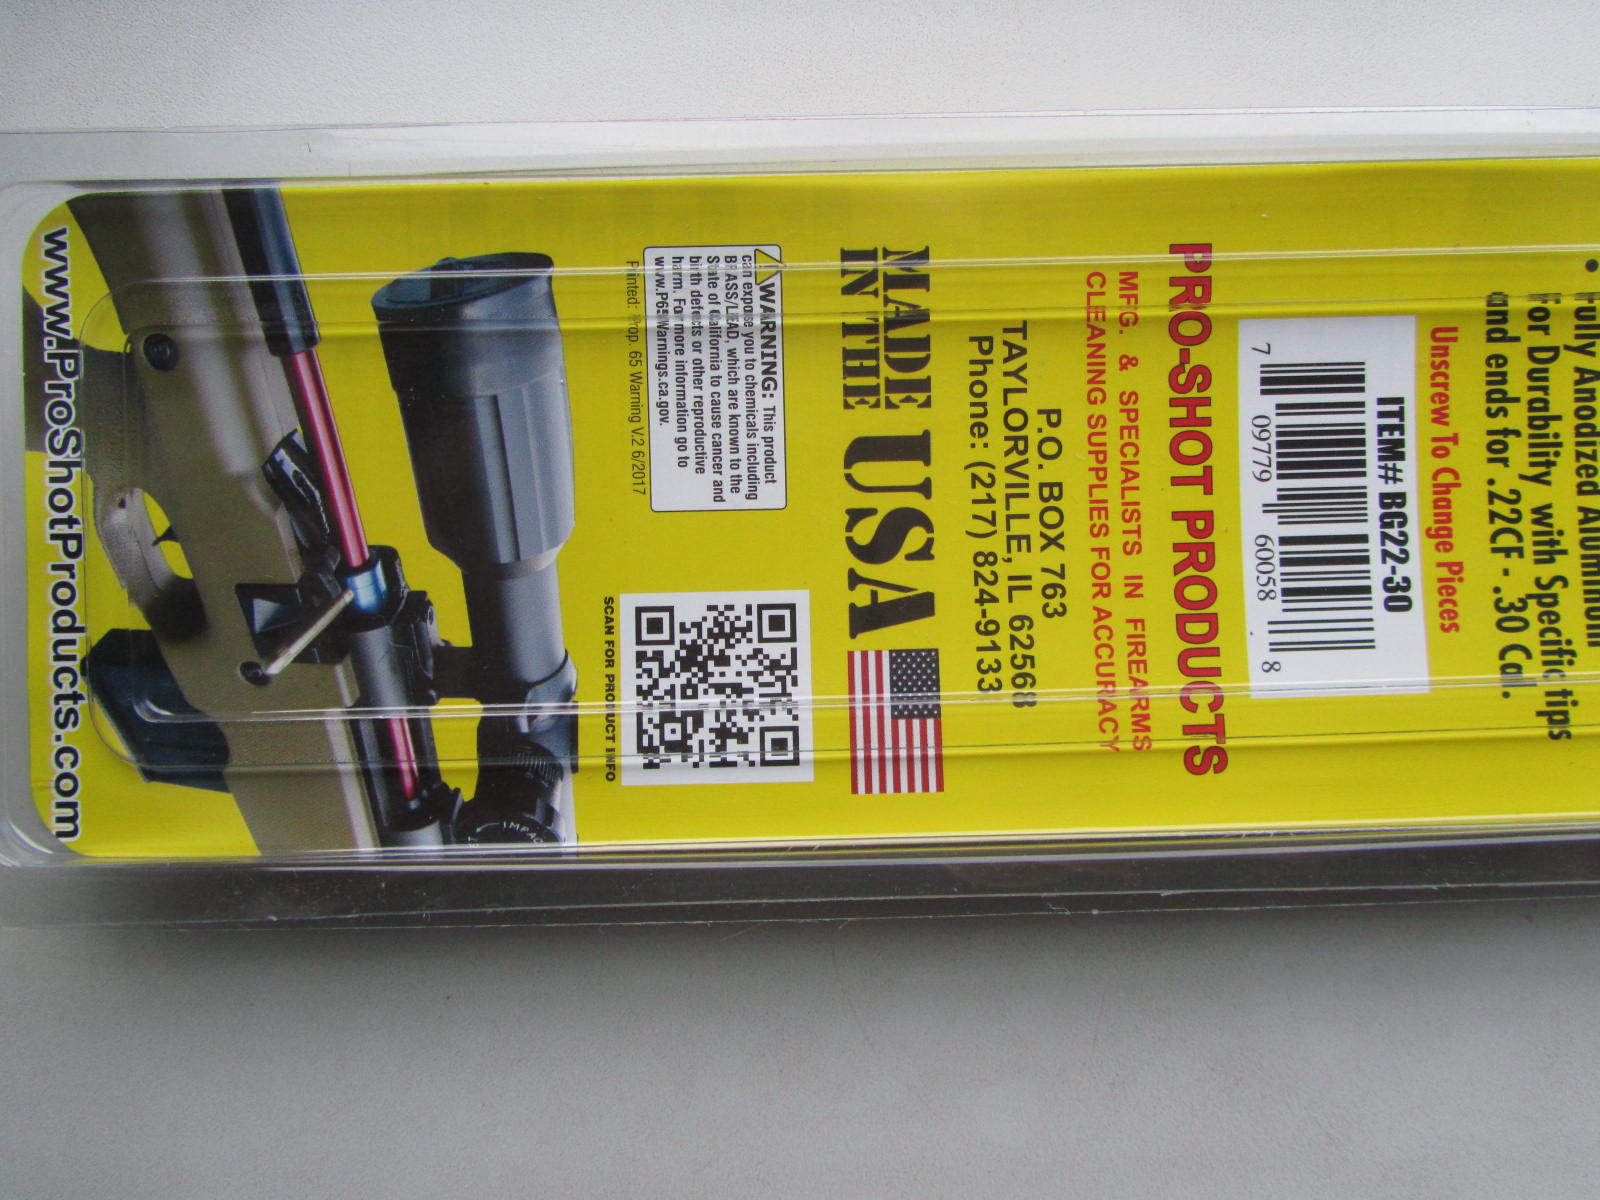 • Fully Anodized Aluminum
For Durability with Specific tips
and ends for .22CF - .30 Cal.
Unscrew To Change Pieces
ITEM# BG22-30
7 09779 60058 8
PRO-SHOT PRODUCTS
MFG. & SPECIALISTS IN FIREARMS
CLEANING SUPPLIES FOR ACCURACY
P.O. BOX 763
TAYLORVILLE, IL 62568
Phone: (217) 824-9133
MADE
IN THE
USA
WARNING: This product
can expose you to chemicals including
BRASS/LEAD, which are known to the
State of California to cause cancer and
birth defects or other reproductive
harm. For more information go to
www.P65Warnings.ca.gov.
Printed: Prop. 65 Warning V.2 6/2017
SCAN FOR PRODUCT INFO
www.ProShotProducts.com